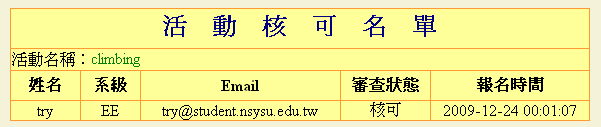 活動核可名單
活動名稱：climbing
姓名 系級 Email 審查狀態 報名時間
try EE try@student.nsysu.edu.tw 核可 2009-12-24 00:01:07